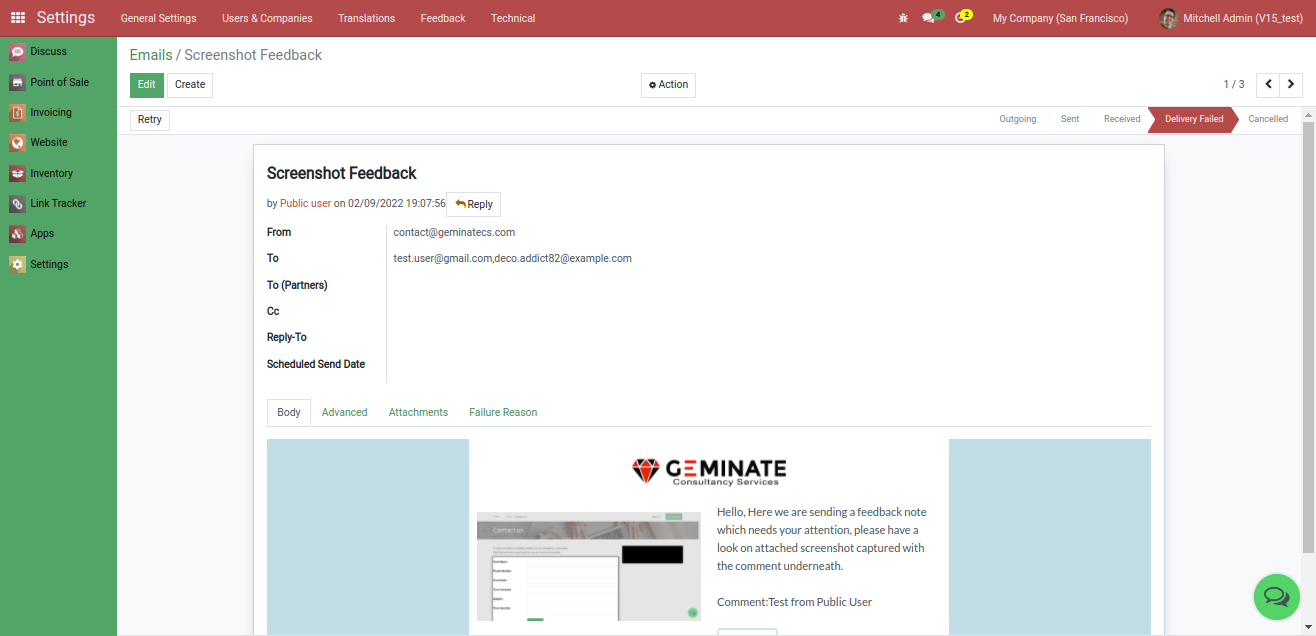 Settings General Settings Users & Companies Translations Feedback Technical 4 2 My Company (San Francisco) Mitchell Admin (V15_test)
Discuss
Point of Sale
Invoicing
Website
Inventory
Link Tracker
Apps
Settings
Emails / Screenshot Feedback
Edit Create Action 1 / 3
Retry Outgoing Sent Received Delivery Failed Cancelled
Screenshot Feedback
by Public user on 02/09/2022 19:07:56 Reply
From contact@geminatecs.com
To test.user@gmail.com,deco.addict82@example.com
To (Partners)
Cc
Reply-To
Scheduled Send Date
Body Advanced Attachments Failure Reason
GEMINATE
Consultancy Services
Contact us
Hello, Here we are sending a feedback note
which needs your attention, please have a
look on attached screenshot captured with
the comment underneath.
Comment:Test from Public User